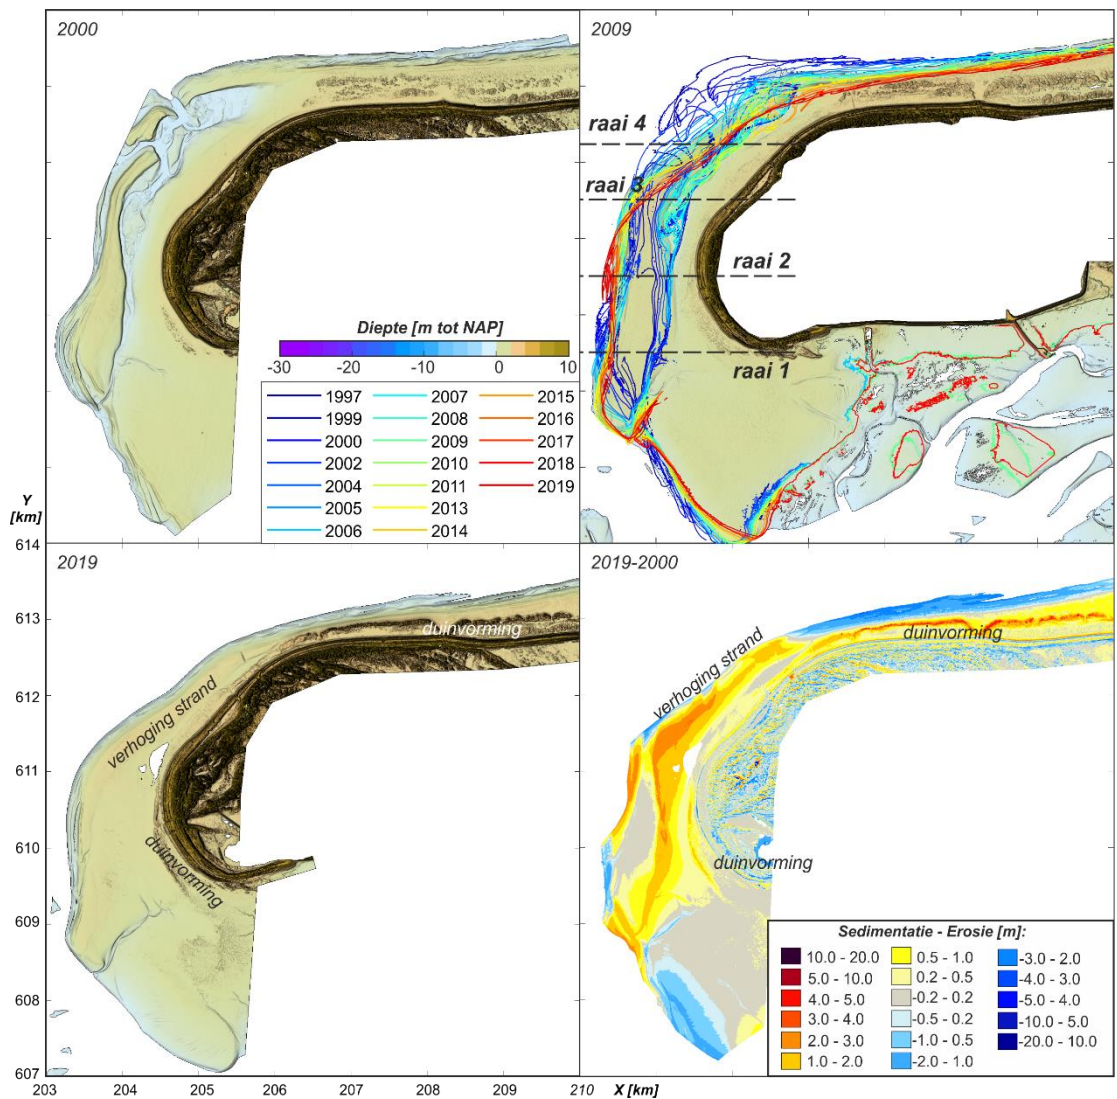 2000
2009
raai 4
raai 3
raai 2
raai 1
Diepte [m tot NAP]
-30 -20 -10 0 10
1997 2007 2015
1999 2008 2016
2000 2009 2017
2002 2010 2018
2004 2011 2019
2005 2013
2006 2014
Y
[km]
614
2019
2019-2000
613
612
611
610
609
608
607
duinvorming
verhoging strand
duinvorming
duinvorming
verhoging strand
duinvorming
Sedimentatie - Erosie [m]:
10.0 - 20.0 0.5 - 1.0 -3.0 - 2.0
5.0 - 10.0 0.2 - 0.5 -4.0 - 3.0
4.0 - 5.0 -0.2 - 0.2 -5.0 - 4.0
3.0 - 4.0 -0.5 - 0.2 -10.0 - 5.0
2.0 - 3.0 -1.0 - 0.5 -20.0 - 10.0
1.0 - 2.0 -2.0 - 1.0
203 204 205 206 207 208 209 210 X [km]